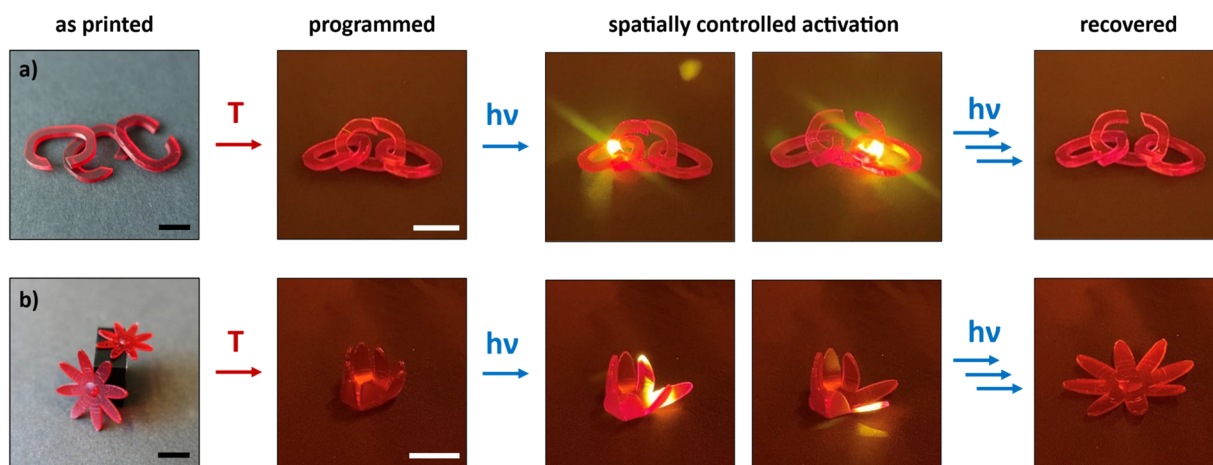 as printed programmed spatially controlled activation recovered
a) T hν hν
b) T hν hν